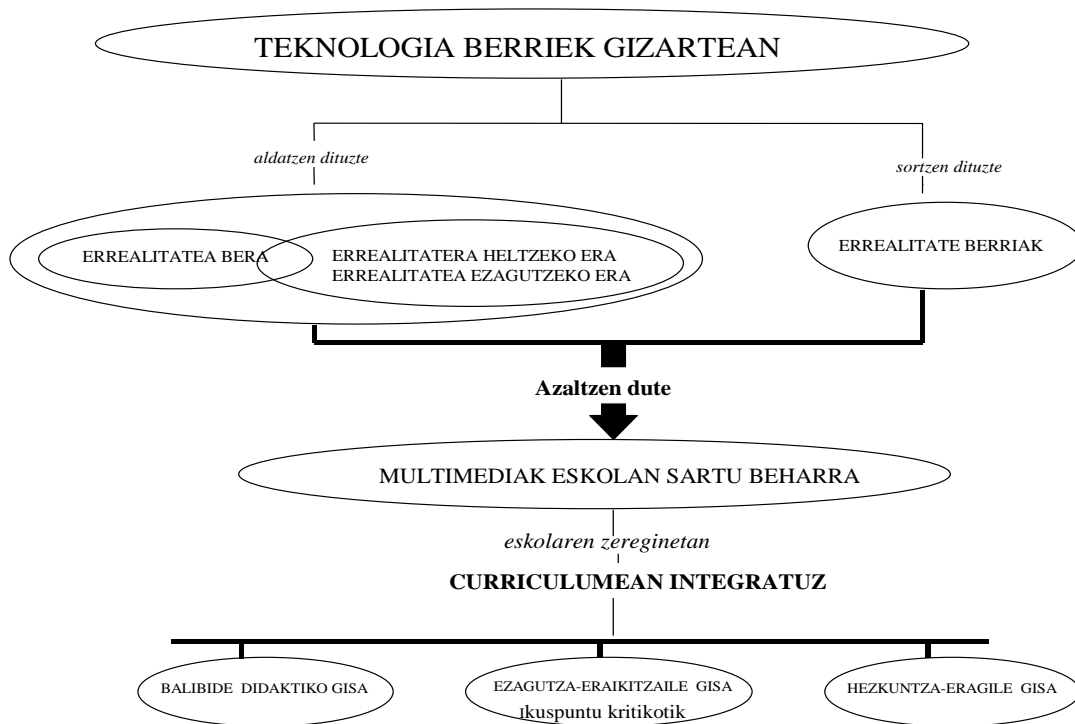 TEKNOLOGIA BERRIEK GIZARTEAN
aldatzen dituzte
sortzen dituzte
ERREALITATEA BERA
ERREALITATERA HELTZEKO ERA
ERREALITATEA EZAGUTZEKO ERA
ERREALITATE BERRIAK
Azaltzen dute
MULTIMEDIAK ESKOLAN SARTU BEHARRA
eskolaren zereginetan
CURRICULUMEAN INTEGRATUZ
BALIBIDE DIDAKTIKO GISA
EZAGUTZA-ERAIKITZAILE GISA
Ikuspuntu kritikotik
HEZKUNTZA-ERAGILE GISA